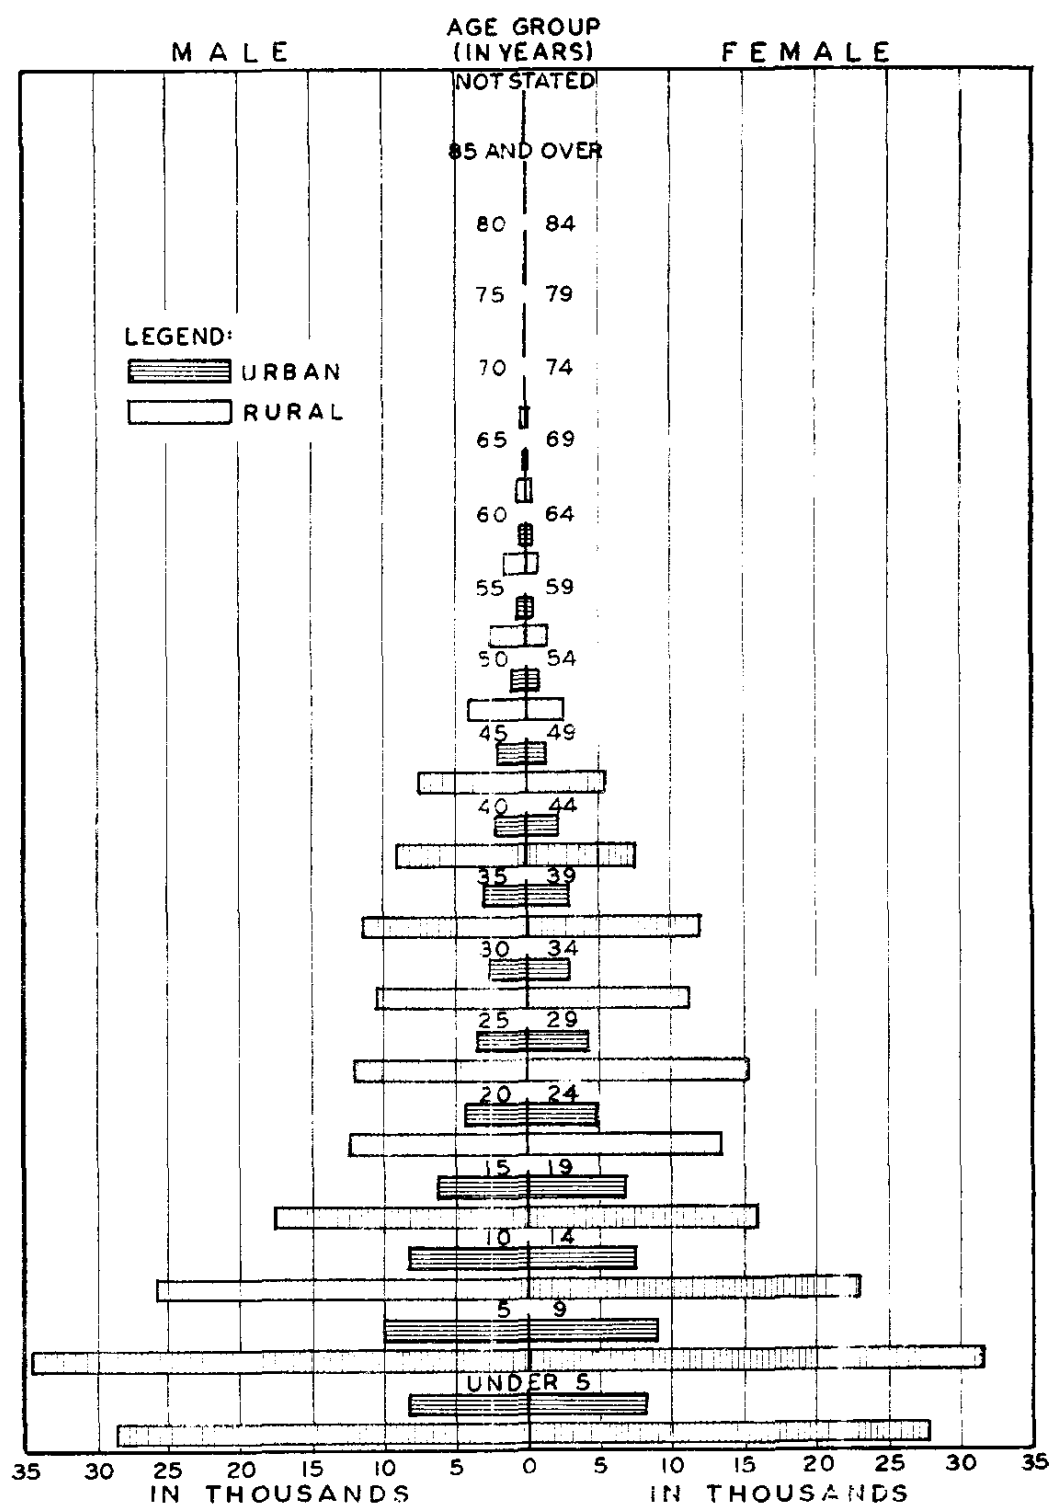 MALE
AGE GROUP
(IN YEARS)
FEMALE
NOT STATED
85 AND OVER
80 84
75 79
LEGEND:
URBAN
RURAL
70 74
65 69
60 64
55 59
50 54
45 49
40 44
35 39
30 34
25 29
20 24
15 19
10 14
5 9
UNDER 5
35 30 25 20 15 10 5 0 5 10 15 20 25 30 35
IN THOUSANDS IN THOUSANDS